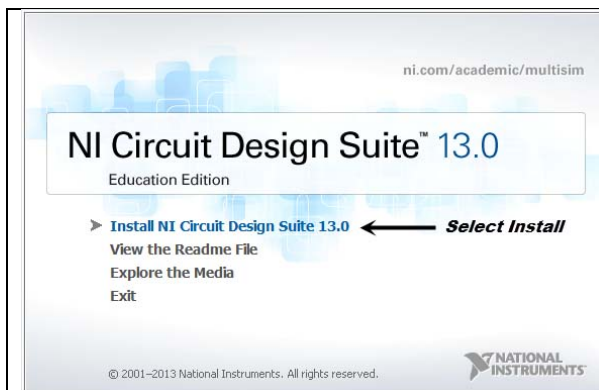 ni.com/academic/multisim
NI Circuit Design Suite™ 13.0
Education Edition
➤ Install NI Circuit Design Suite 13.0 Select Install
View the Readme File
Explore the Media
Exit
© 2001–2013 National Instruments. All rights reserved.
NATIONAL
INSTRUMENTS